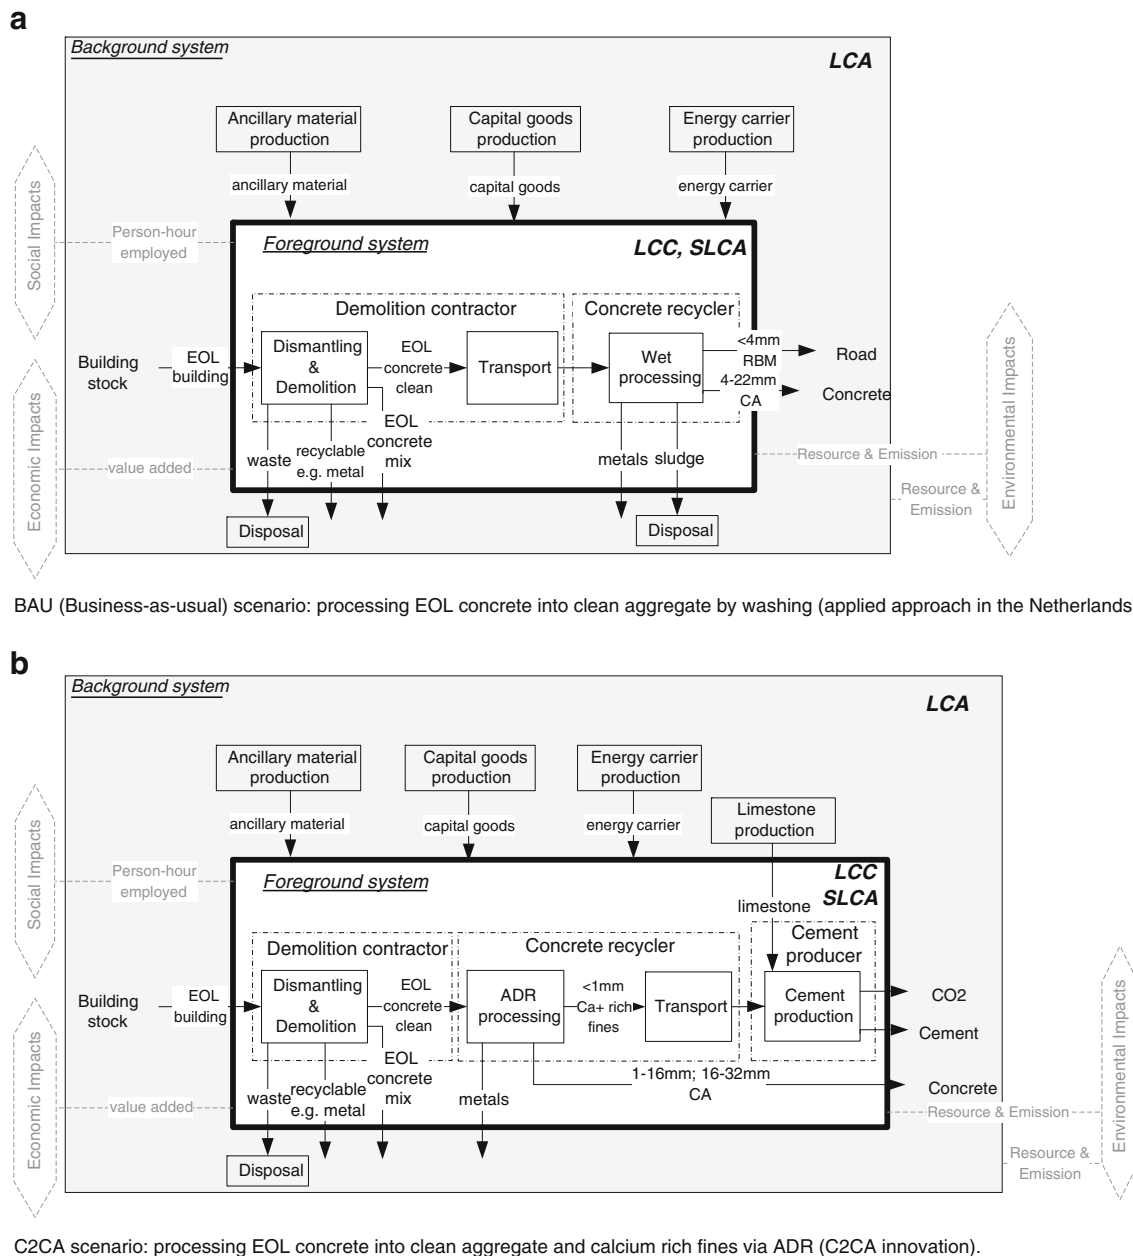 a
Background system
LCA
Ancillary material
production
Capital goods
production
Energy carrier
production
ancillary material
capital goods
energy carrier
Social Impacts
Person-hour
employed
Foreground system
LCC, SLCA
Demolition contractor
Concrete recycler
Building
stock
EOL
building
Dismantling
&
Demolition
EOL
concrete
clean
Transport
Wet
processing
<4mm
RBM
4-22mm
CA
Road
Concrete
Economic Impacts
value added
waste
recyclable
e.g. metal
EOL
concrete
mix
metals
sludge
Resource & Emission
Resource &
Emission
Environmental Impacts
Disposal
Disposal
BAU (Business-as-usual) scenario: processing EOL concrete into clean aggregate by washing (applied approach in the Netherlands
b
Background system
LCA
Ancillary material
production
Capital goods
production
Energy carrier
production
Limestone
production
ancillary material
capital goods
energy carrier
Social Impacts
Person-hour
employed
Foreground system
LCC
SLCA
limestone
Demolition contractor
Concrete recycler
Cement
producer
Building
stock
EOL
building
Dismantling
&
Demolition
EOL
concrete
clean
ADR
processing
<1mm
Ca+ rich
fines
Transport
Cement
production
CO2
Cement
Concrete
Economic Impacts
value added
waste
recyclable
e.g. metal
EOL
concrete
mix
metals
1-16mm; 16-32mm
CA
Resource & Emission
Resource &
Emission
Environmental Impacts
Disposal
C2CA scenario: processing EOL concrete into clean aggregate and calcium rich fines via ADR (C2CA innovation).